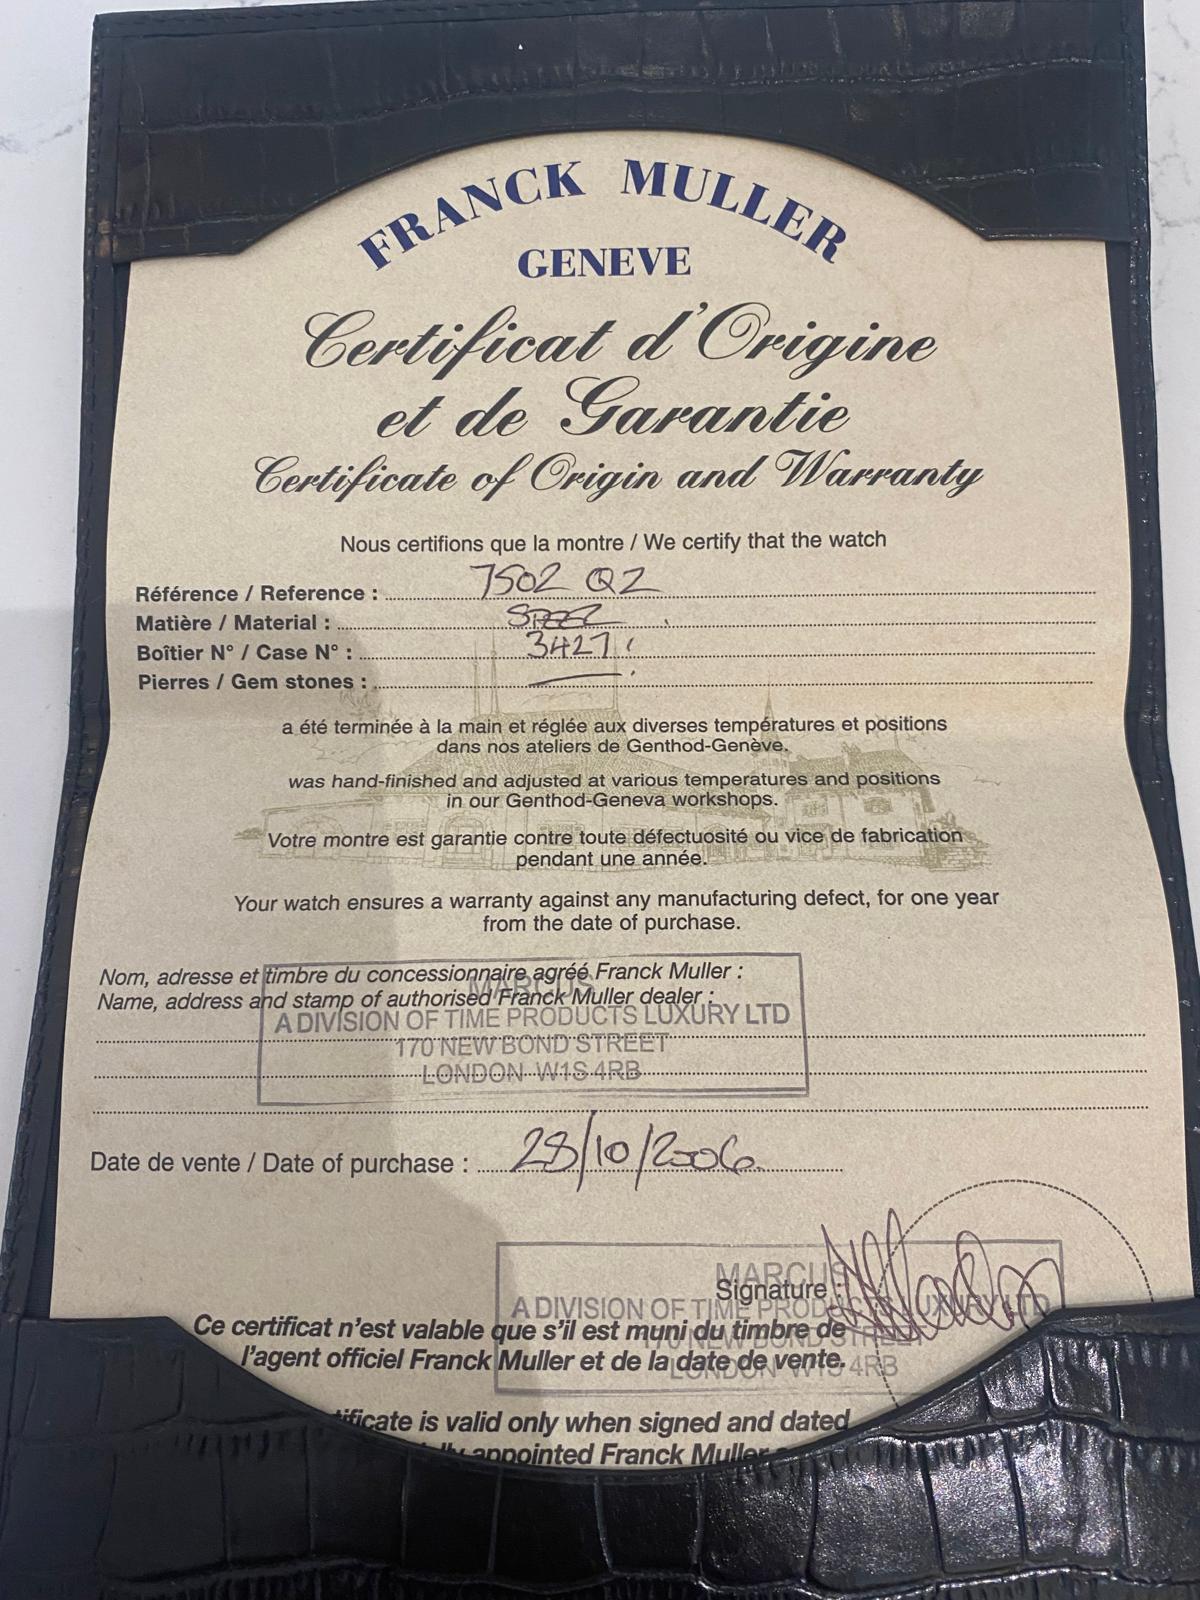 FRANCK MULLER
GENEVE
Certificat d'Origine
et de Garantie
Certificate of Origin and Warranty
Nous certifions que la montre / We certify that the watch
Référence / Reference : 7502 QZ
Matière / Material : STEEL
Boîtier N° / Case N° : 3427
Pierres / Gem stones :
a été terminée à la main et réglée aux diverses températures et positions
dans nos ateliers de Genthod-Genève.
was hand-finished and adjusted at various temperatures and positions
in our Genthod-Geneva workshops.
Votre montre est garantie contre toute défectuosité ou vice de fabrication
pendant une année.
Your watch ensures a warranty against any manufacturing defect, for one year
from the date of purchase.
Nom, adresse et timbre du concessionnaire agréé Franck Muller :
Name, address and stamp of authorised Franck Muller dealer :
MARCUS
A DIVISION OF TIME PRODUCTS LUXURY LTD
170 NEW BOND STREET
LONDON W1S 4RB
Date de vente / Date of purchase : 28/10/2006.
Signature :
MARCUS
A DIVISION OF TIME PRODUCTS LUXURY LTD
170 NEW BOND STREET
LONDON W1S 4RB
Ce certificat n'est valable que s'il est muni du timbre de
l'agent officiel Franck Muller et de la date de vente.
tificate is valid only when signed and dated
appointed Franck Muller